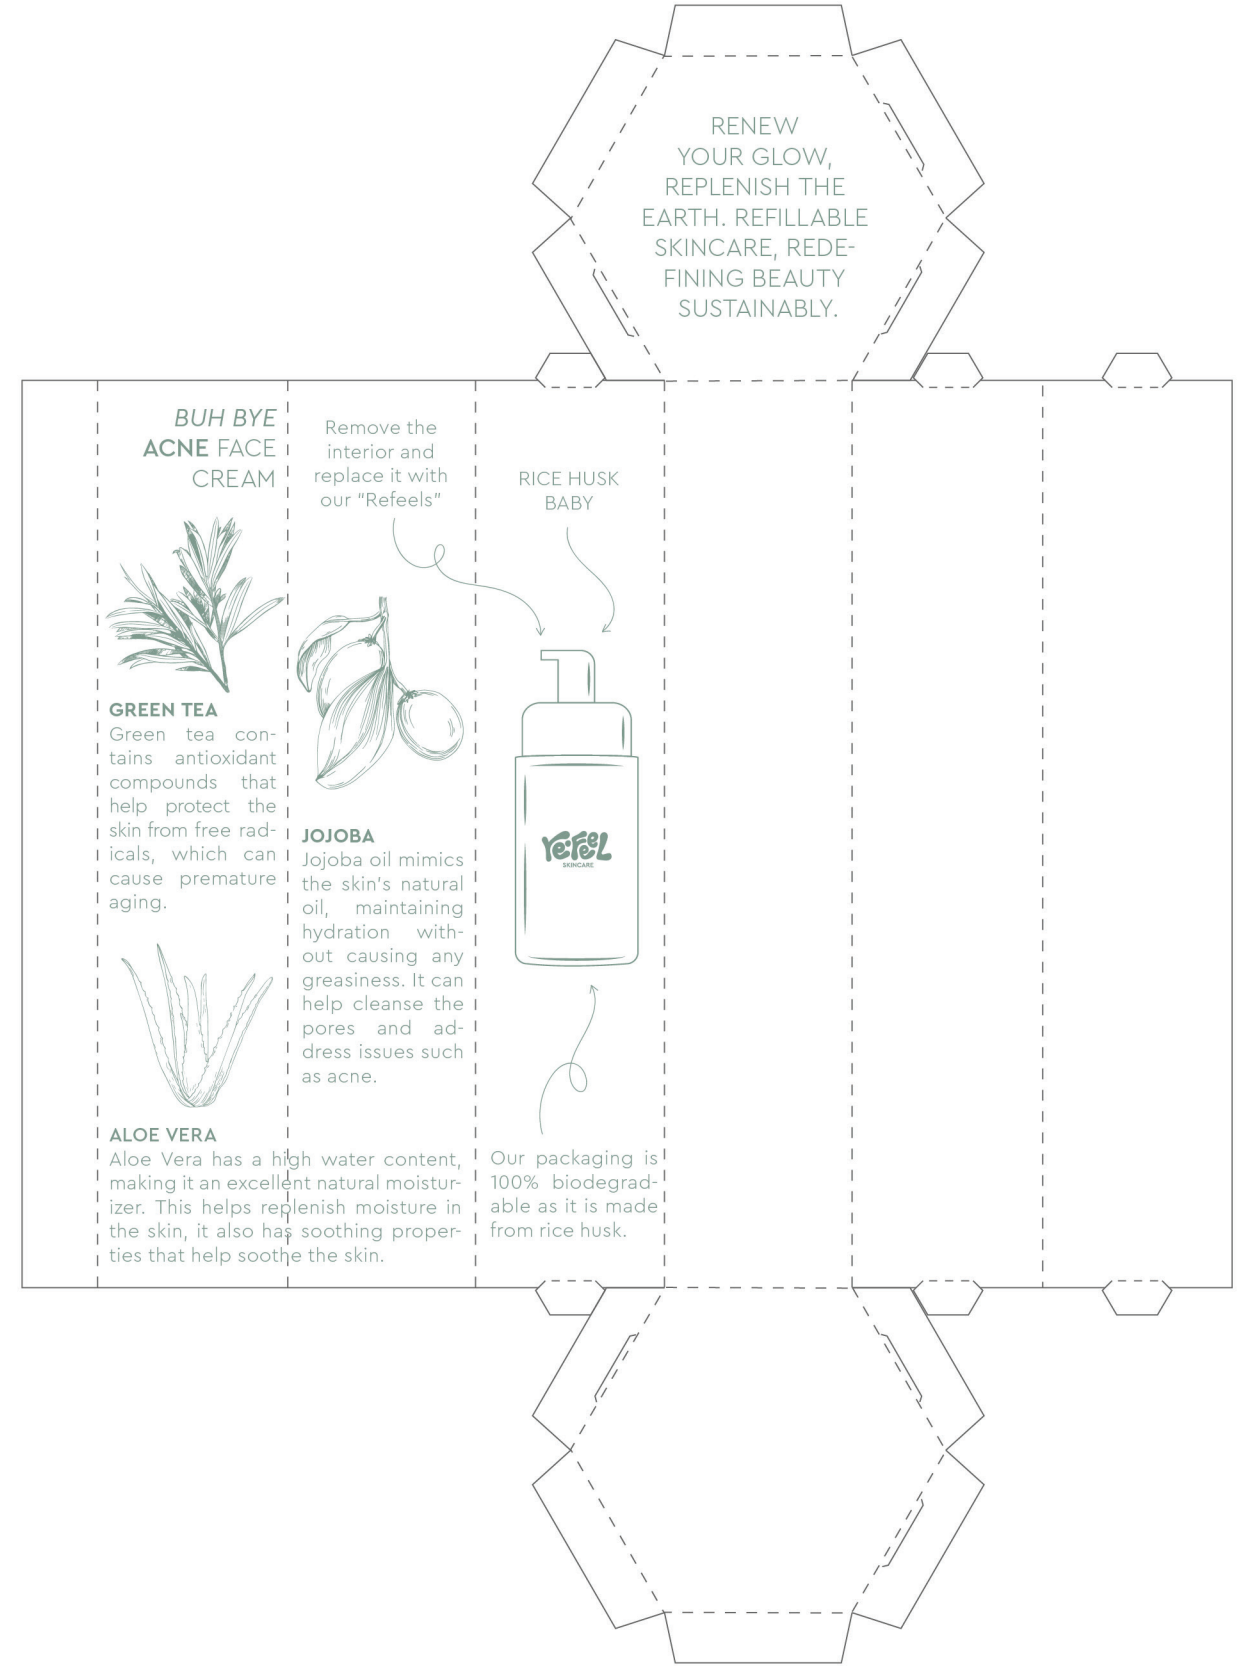 RENEW
YOUR GLOW,
REPLENISH THE
EARTH. REFILLABLE
SKINCARE, REDE-
FINING BEAUTY
SUSTAINABLY.
BUH BYE
ACNE FACE
CREAM
GREEN TEA
Green tea con-
tains antioxidant
compounds that
help protect the
skin from free rad-
icals, which can
cause premature
aging.
ALOE VERA
Aloe Vera has a high water content,
making it an excellent natural moistur-
izer. This helps replenish moisture in
the skin, it also has soothing proper-
ties that help soothe the skin.
Remove the
interior and
replace it with
our “Refeels”
JOJOBA
Jojoba oil mimics
the skin's natural
oil, maintaining
hydration with-
out causing any
greasiness. It can
help cleanse the
pores and ad-
dress issues such
as acne.
RICE HUSK
BABY
Re:FeeL
SKINCARE
Our packaging is
100% biodegrad-
able as it is made
from rice husk.